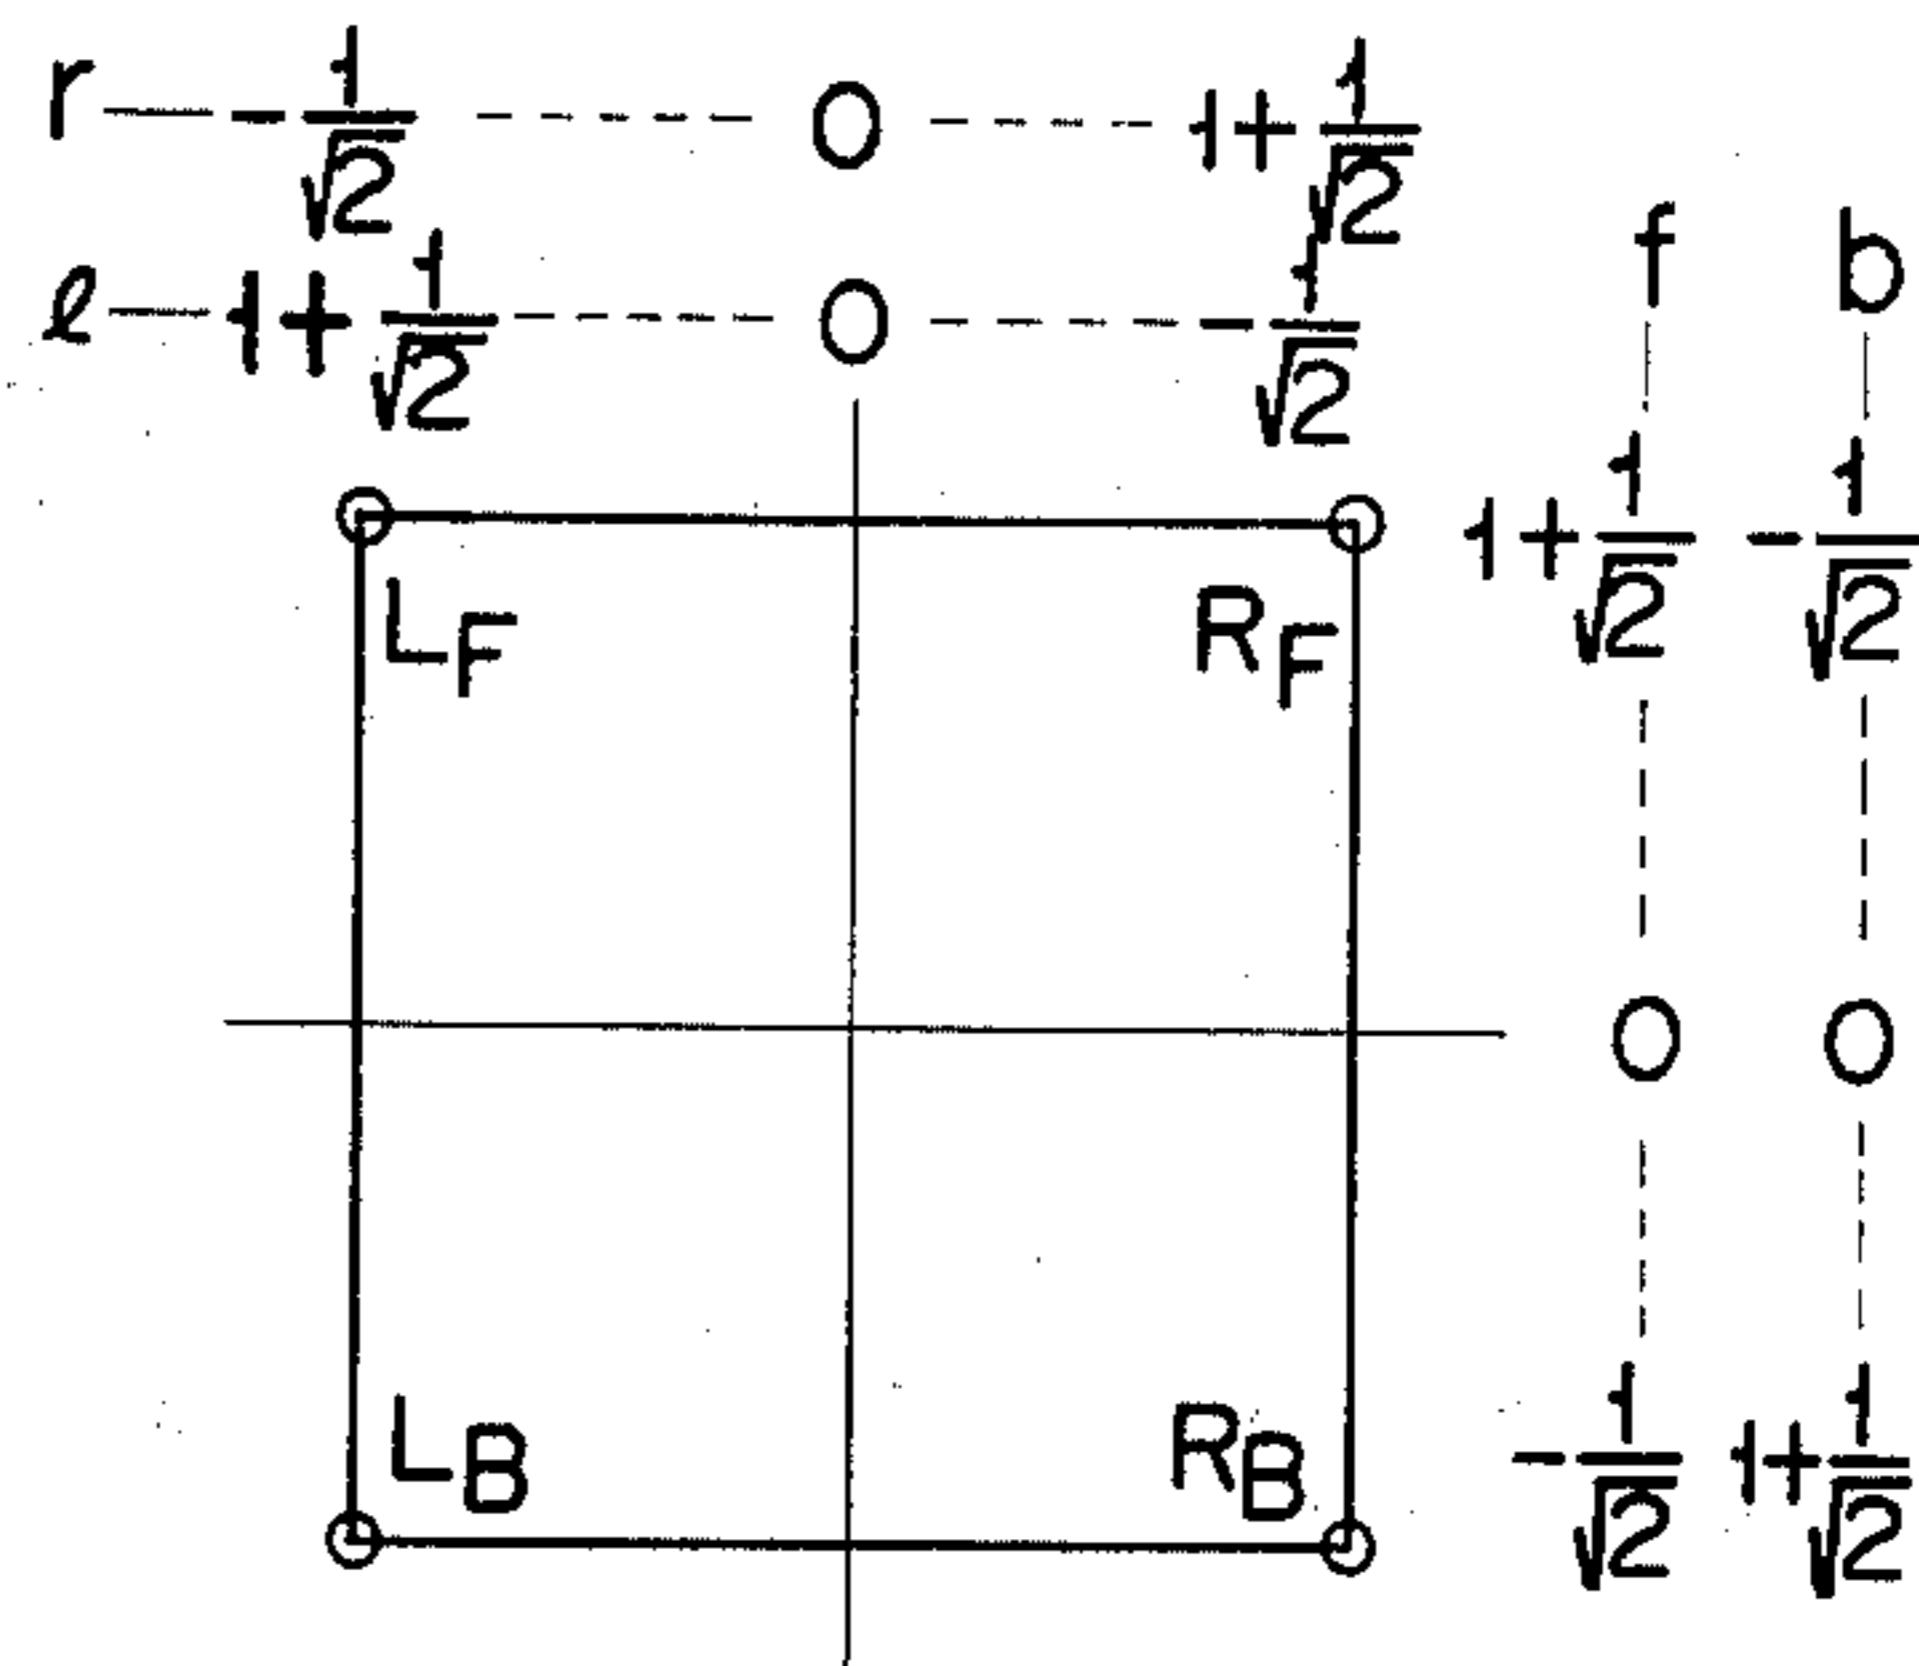 r — -1/√2 ---- 0 ---- 1+1/√2
ℓ — 1+1/√2 ---- 0 ---- -1/√2
f b
1+1/√2 -1/√2
L_F R_F
0 0
L_B R_B
-1/√2 1+1/√2